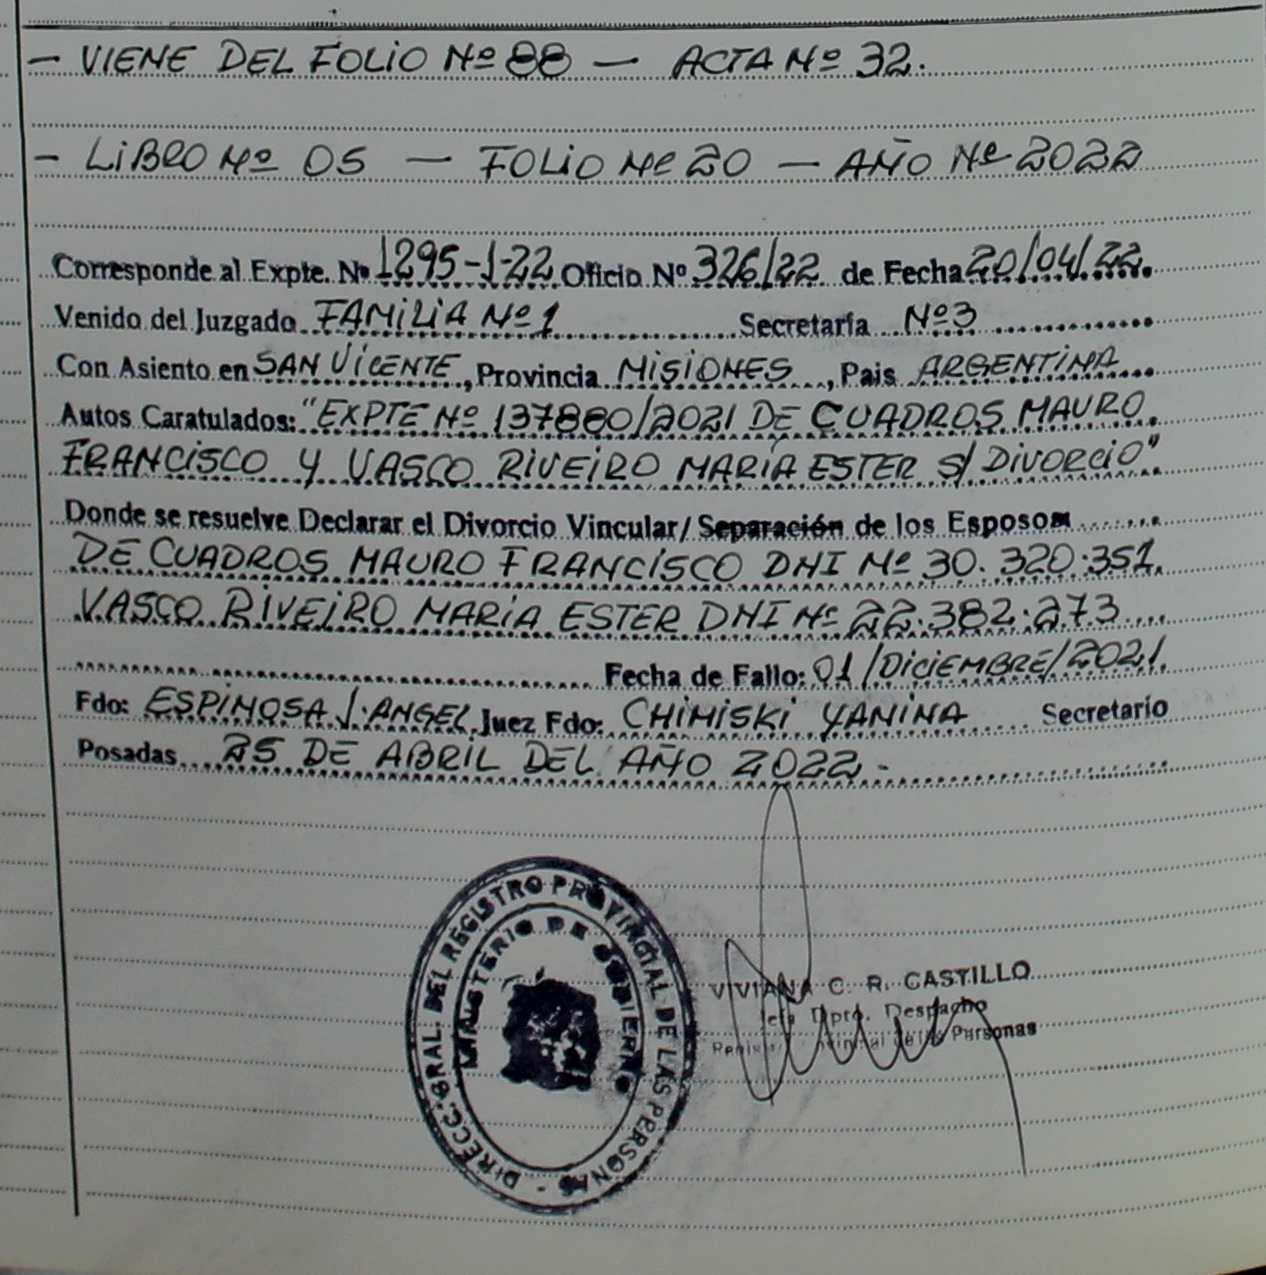 - VIENE DEL FOLIO Nº 88 - ACTA Nº 32.
- LIBRO Nº 05 - FOLIO Nº 20 - AÑO Nº 2022
Corresponde al Expte. Nº 1295-J-22 Oficio Nº 326/22 de Fecha 20/04/22.
Venido del Juzgado FAMILIA Nº 1 Secretaría Nº 3
Con Asiento en SAN VICENTE, Provincia MISIONES, Pais ARGENTINA
Autos Caratulados: "EXPTE Nº 137880/2021 DE CUADROS MAURO
FRANCISCO Y VASCO RIVEIRO MARÍA ESTER S/ DIVORCIO"
Donde se resuelve Declarar el Divorcio Vincular/Separación de los Esposos
DE CUADROS MAURO FRANCISCO DNI Nº 30.320.351.
VASCO RIVEIRO MARIA ESTER DNI Nº 22.382.273
Fecha de Fallo: 01/DICIEMBRE/2021.
Fdo: ESPINOSA J. ANGEL Juez Fdo: CHIMISKI YANINA Secretario
Posadas 25 DE ABRIL DEL AÑO 2022.-
DIRECC. GRAL. DEL REGISTRO PROVINCIAL DE LAS PERSONAS -
MINISTERIO DE GOBIERNO
VIVIANA C. R. CASTILLO
Jefa Dpto. Despacho
de las Personas